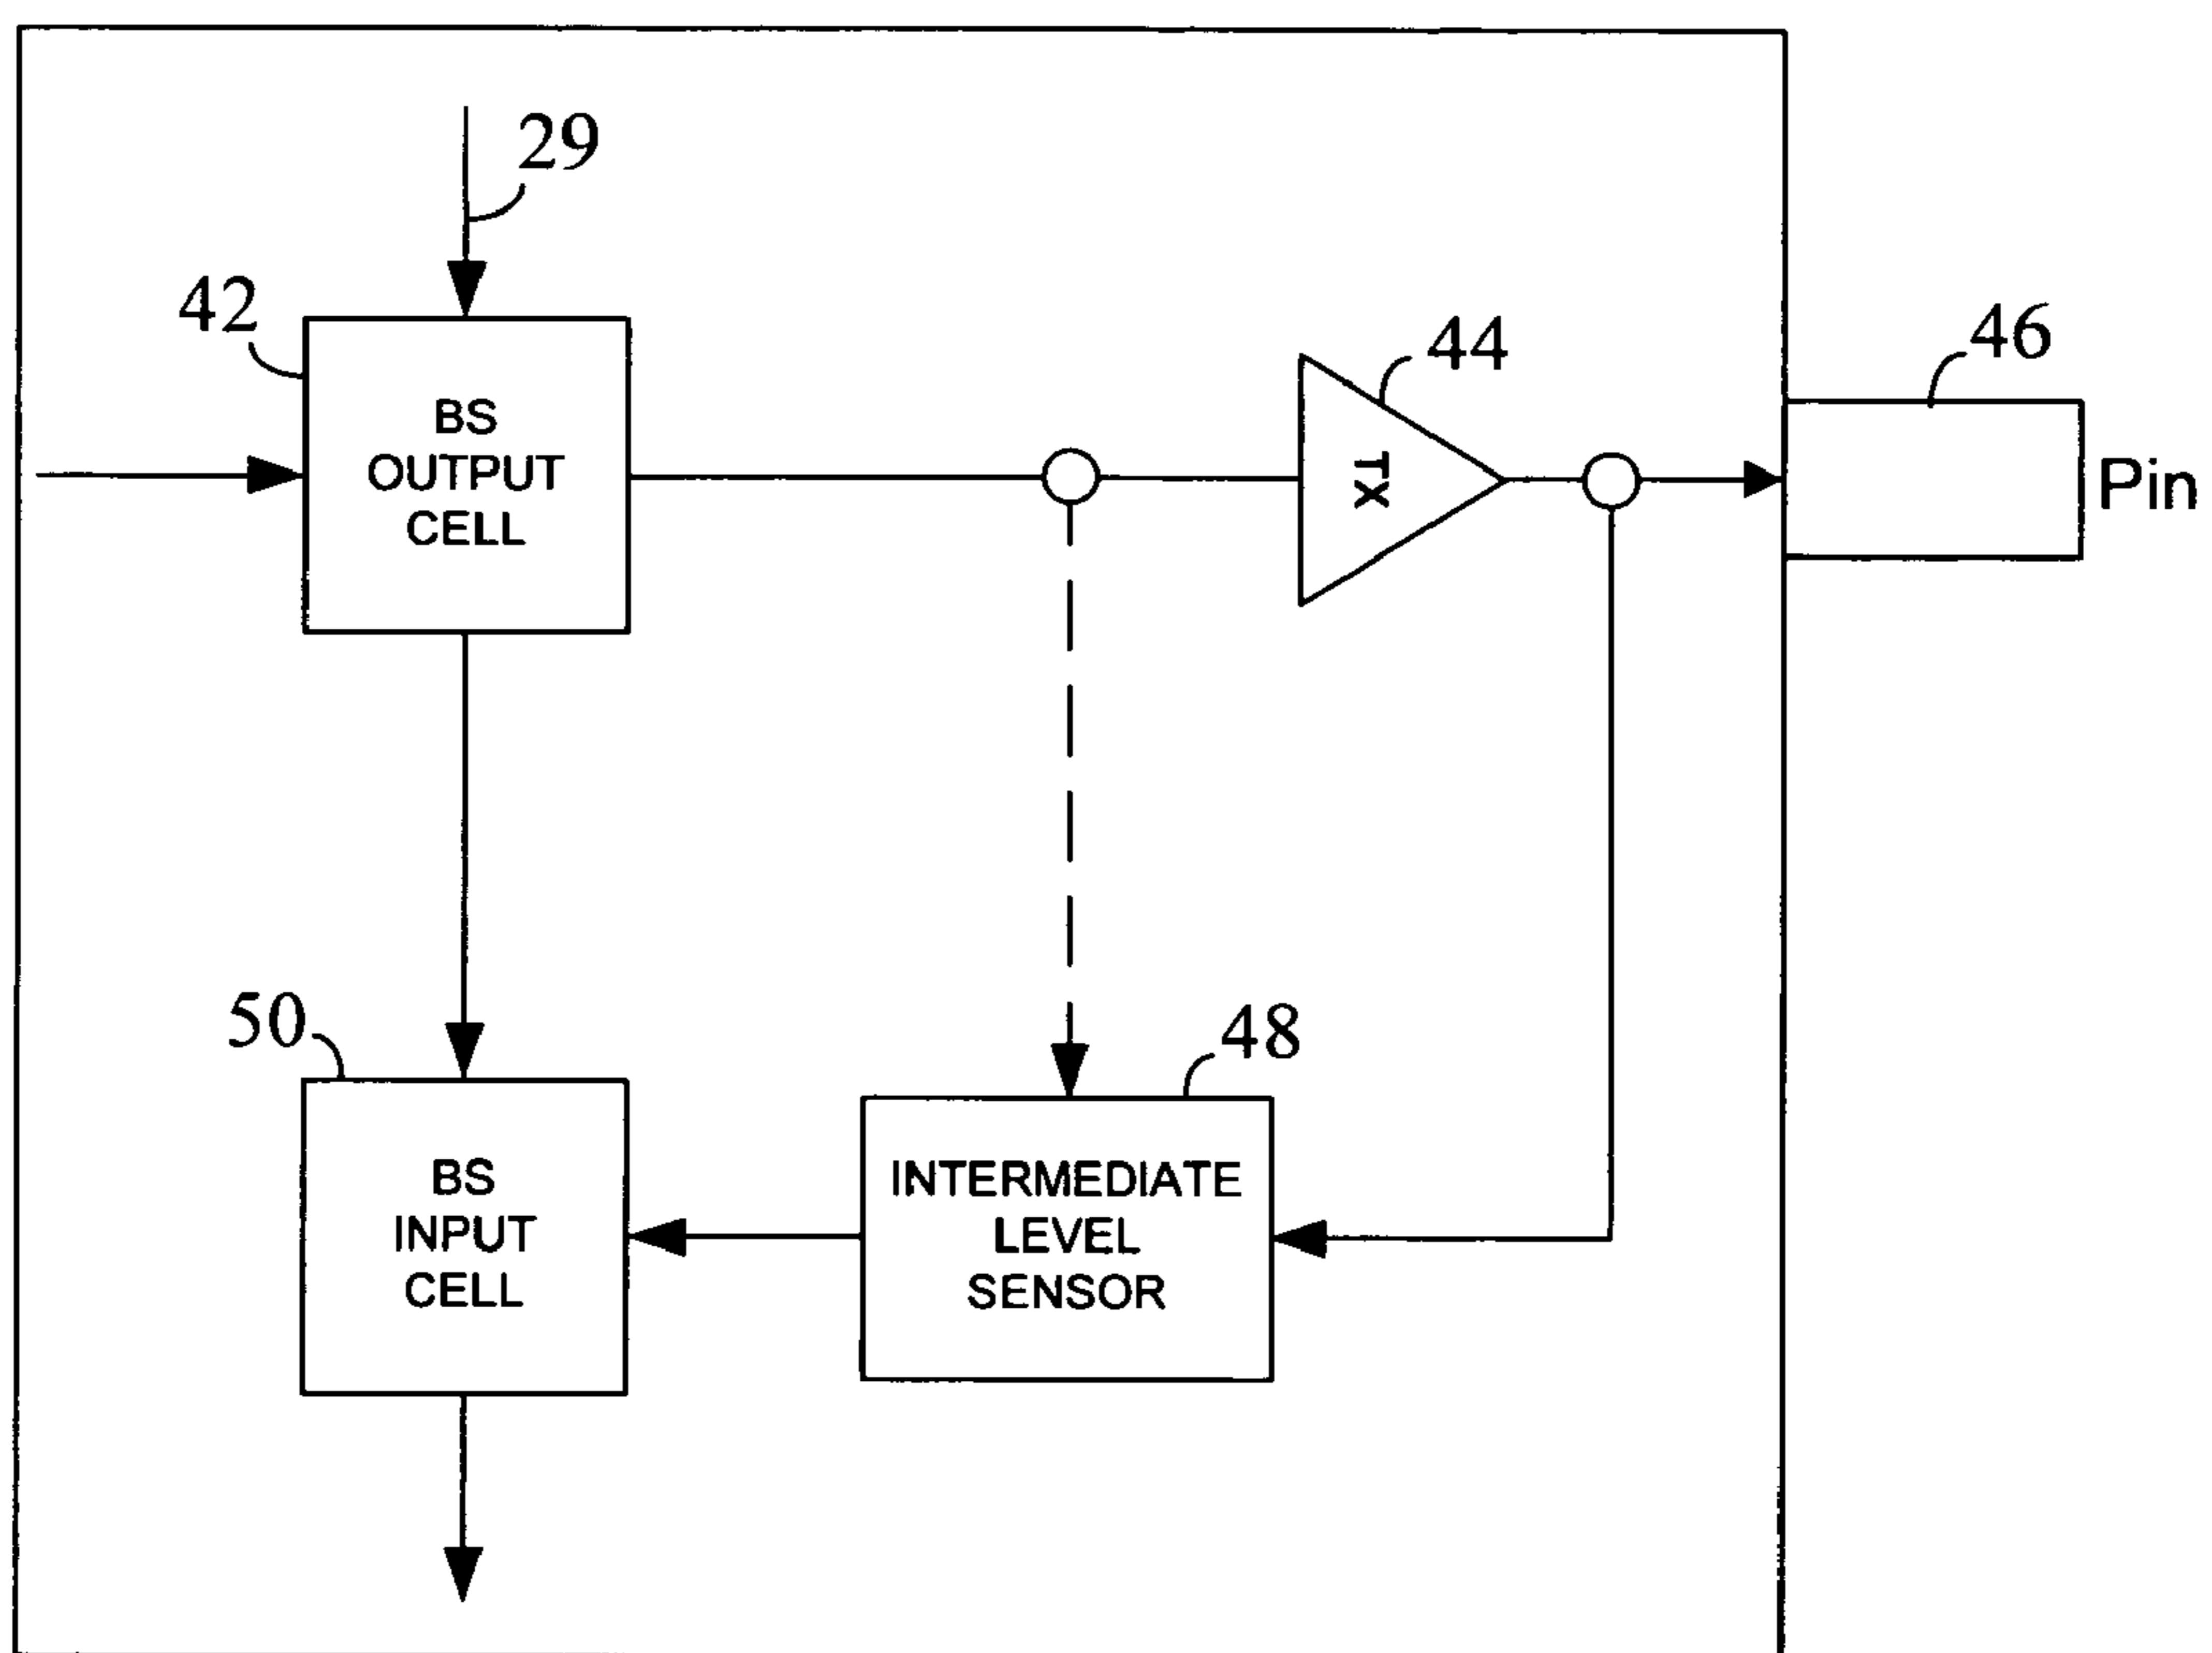 29
42
44
46
BS
OUTPUT
CELL
TX
Pin
50
48
BS
INPUT
CELL
INTERMEDIATE
LEVEL
SENSOR